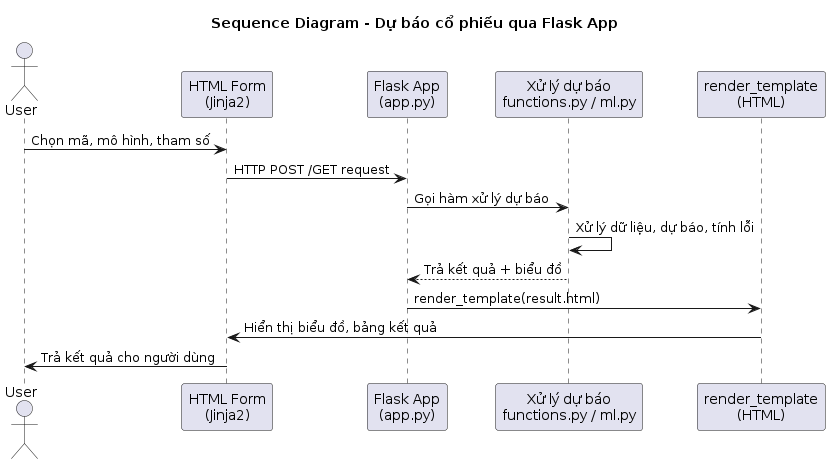 Sequence Diagram - Dự báo cổ phiếu qua Flask App
User
HTML Form
(Jinja2)
Flask App
(app.py)
Xử lý dự báo
functions.py / ml.py
render_template
(HTML)
Chọn mã, mô hình, tham số
HTTP POST /GET request
Gọi hàm xử lý dự báo
Xử lý dữ liệu, dự báo, tính lỗi
Trả kết quả + biểu đồ
render_template(result.html)
Hiển thị biểu đồ, bảng kết quả
Trả kết quả cho người dùng
User
HTML Form
(Jinja2)
Flask App
(app.py)
Xử lý dự báo
functions.py / ml.py
render_template
(HTML)